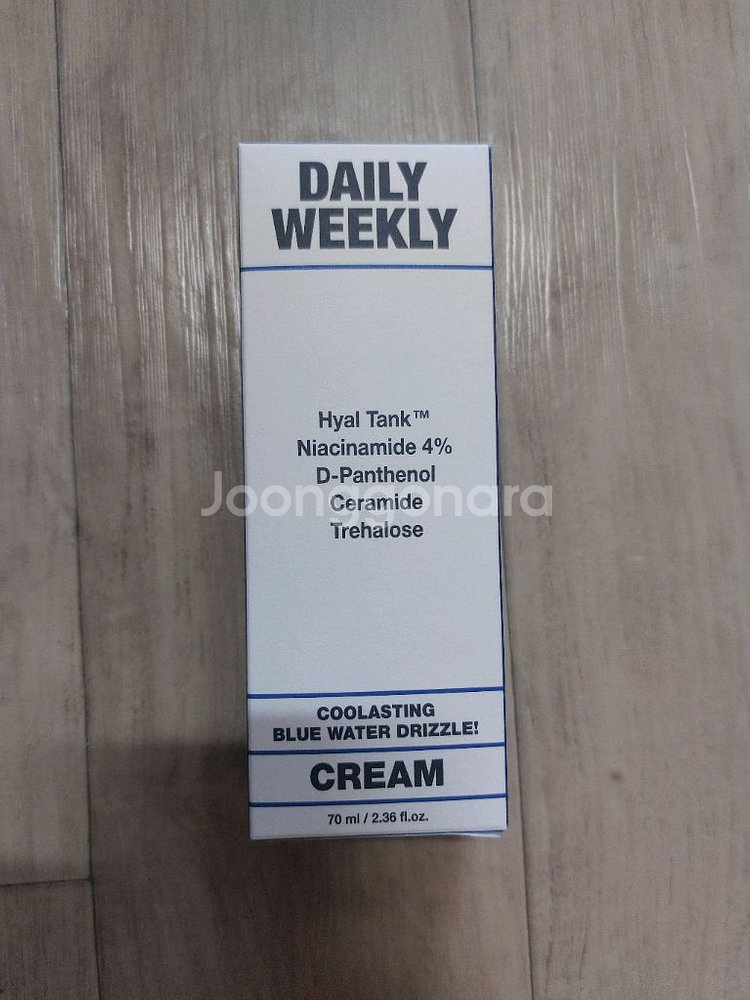 DAILY
WEEKLY
Hyal Tank™
Niacinamide 4%
D-Panthenol
Ceramide
Joonggonara
Trehalose
COOLASTING
BLUE WATER DRIZZLE!
CREAM
70 ml / 2.36 fl.oz.